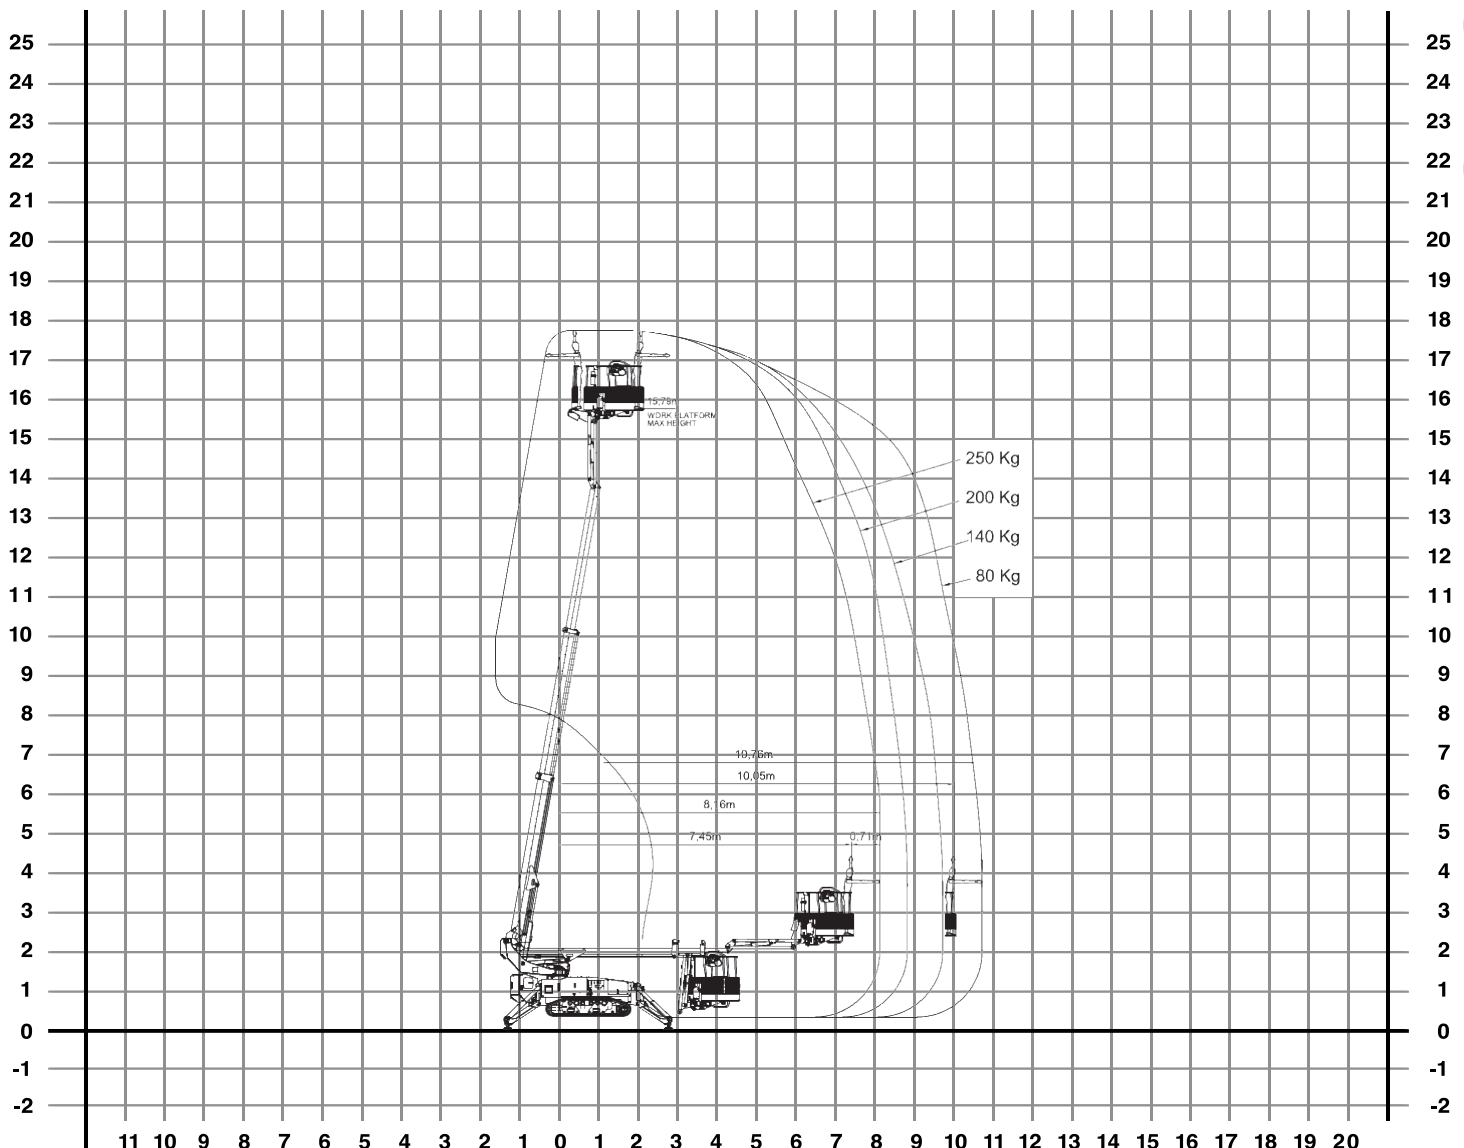 25 25
24 24
23 23
22 22
21 21
20 20
19 19
18 18
17 17
16 16
15,79m
WORK PLATFORM
MAX HEIGHT
15 15
250 Kg
14 14
200 Kg
13 13
140 Kg
12 12
80 Kg
11 11
10 10
9 9
8 8
7 7
10,76m
10,05m
6 6
8,16m
5 5
7,45m 0,71m
4 4
3 3
2 2
1 1
0 0
-1 -1
-2 -2
11 10 9 8 7 6 5 4 3 2 1 0 1 2 3 4 5 6 7 8 9 10 11 12 13 14 15 16 17 18 19 20